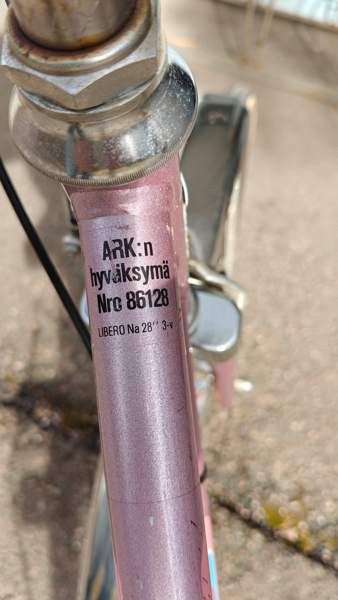 ARK:n
hyväksymä
Nro 86128
LIBERO Na 28" 3-v